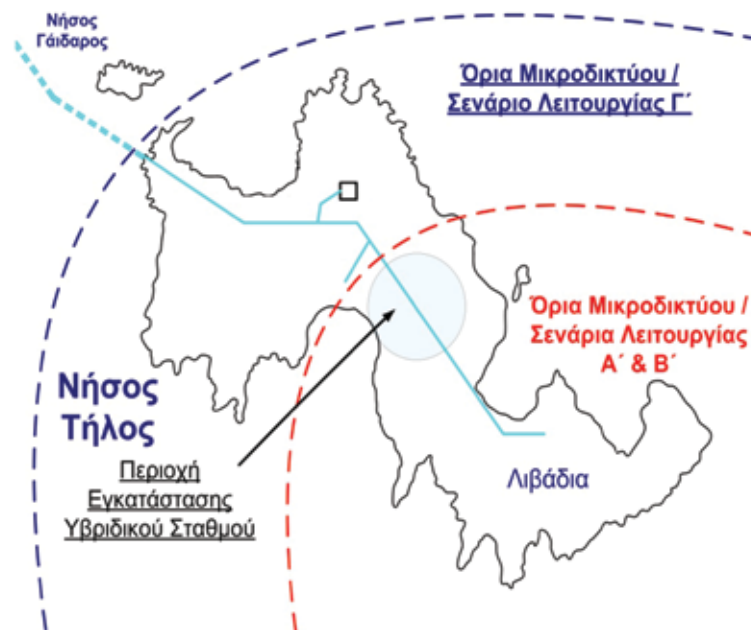 Νήσος
Γάιδαρος
Όρια Μικροδικτύου /
Σενάριο Λειτουργίας Γ΄
Όρια Μικροδικτύου /
Σενάρια Λειτουργίας
Α΄ & Β΄
Νήσος
Τήλος
Περιοχή
Εγκατάστασης
Υβριδικού Σταθμού
Λιβάδια